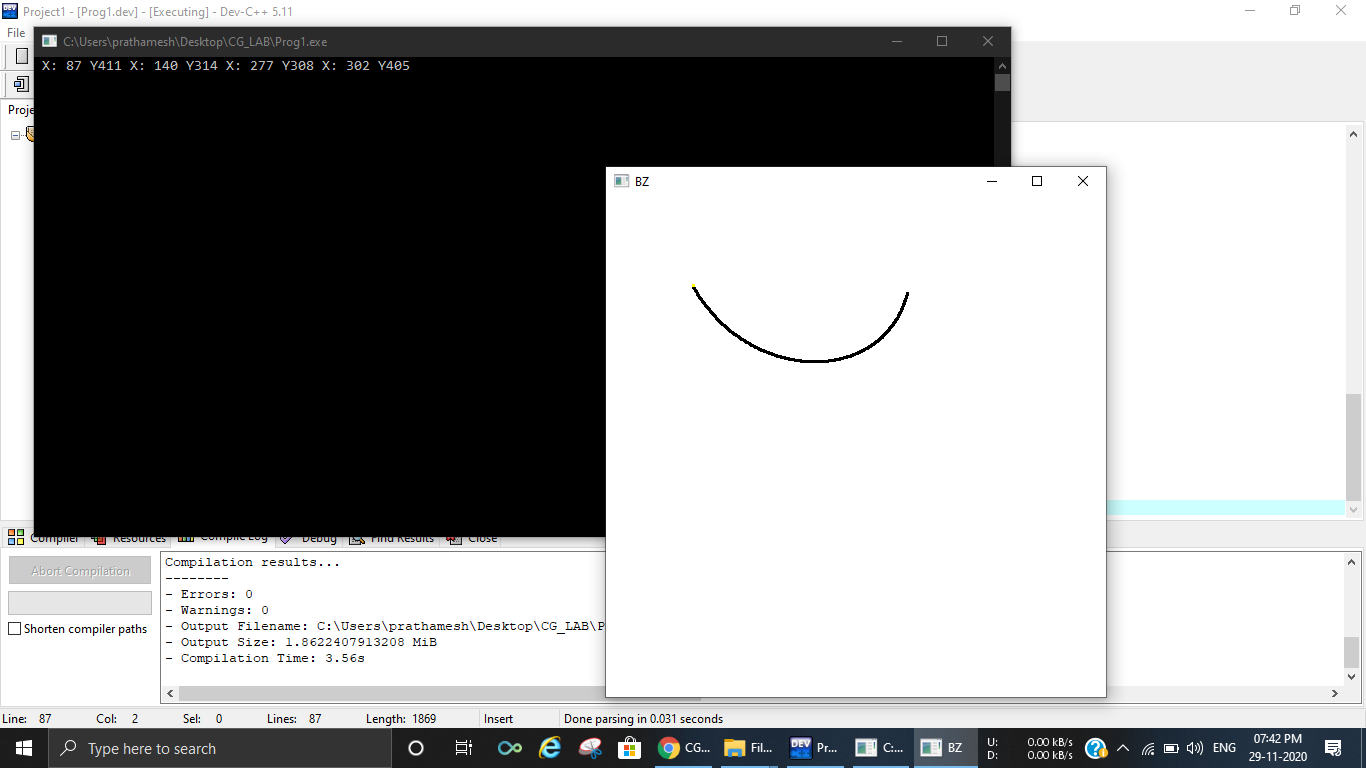 Project1 - [Prog1.dev] - [Executing] - Dev-C++ 5.11
File
C:\Users\prathamesh\Desktop\CG_LAB\Prog1.exe
X: 87 Y411 X: 140 Y314 X: 277 Y308 X: 302 Y405
Proje
BZ
Compiler Resources Compile Log Debug Find Results Close
Abort Compilation
Shorten compiler paths
Compilation results...
--------
- Errors: 0
- Warnings: 0
- Output Filename: C:\Users\prathamesh\Desktop\CG_LAB\P
- Output Size: 1.8622407913208 MiB
- Compilation Time: 3.56s
Line: 87 Col: 2 Sel: 0 Lines: 87 Length: 1869 Insert Done parsing in 0.031 seconds
Type here to search
CG... Fil... DEV Pr... C:... BZ
U: 0.00 kB/s
D: 0.00 kB/s
ENG
07:42 PM
29-11-2020